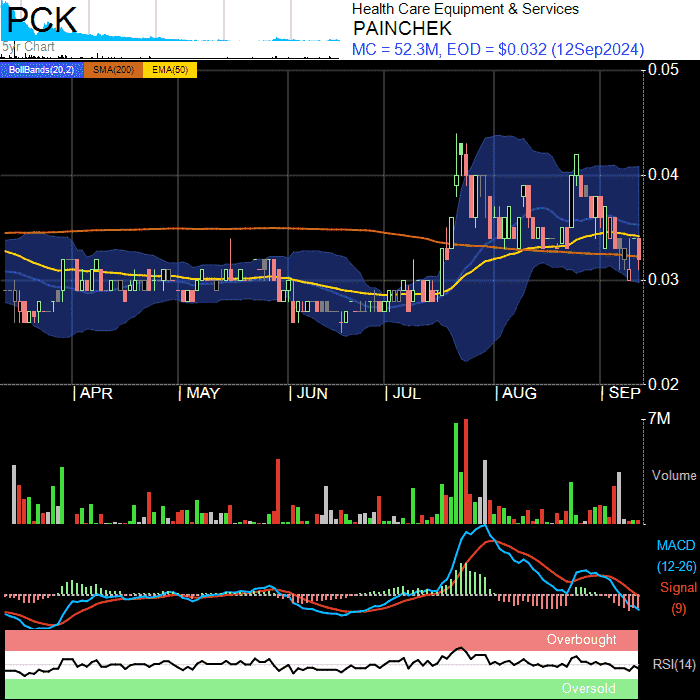 PCK
5yr Chart
Health Care Equipment & Services
PAINCHEK
MC = 52.3M, EOD = $0.032 (12Sep2024)
BollBands(20,2) SMA(200) EMA(50)
0.05
0.04
0.03
0.02
APR MAY JUN JUL AUG SEP
7M
Volume
MACD
(12-26)
Signal
(9)
Overbought
RSI(14)
Oversold